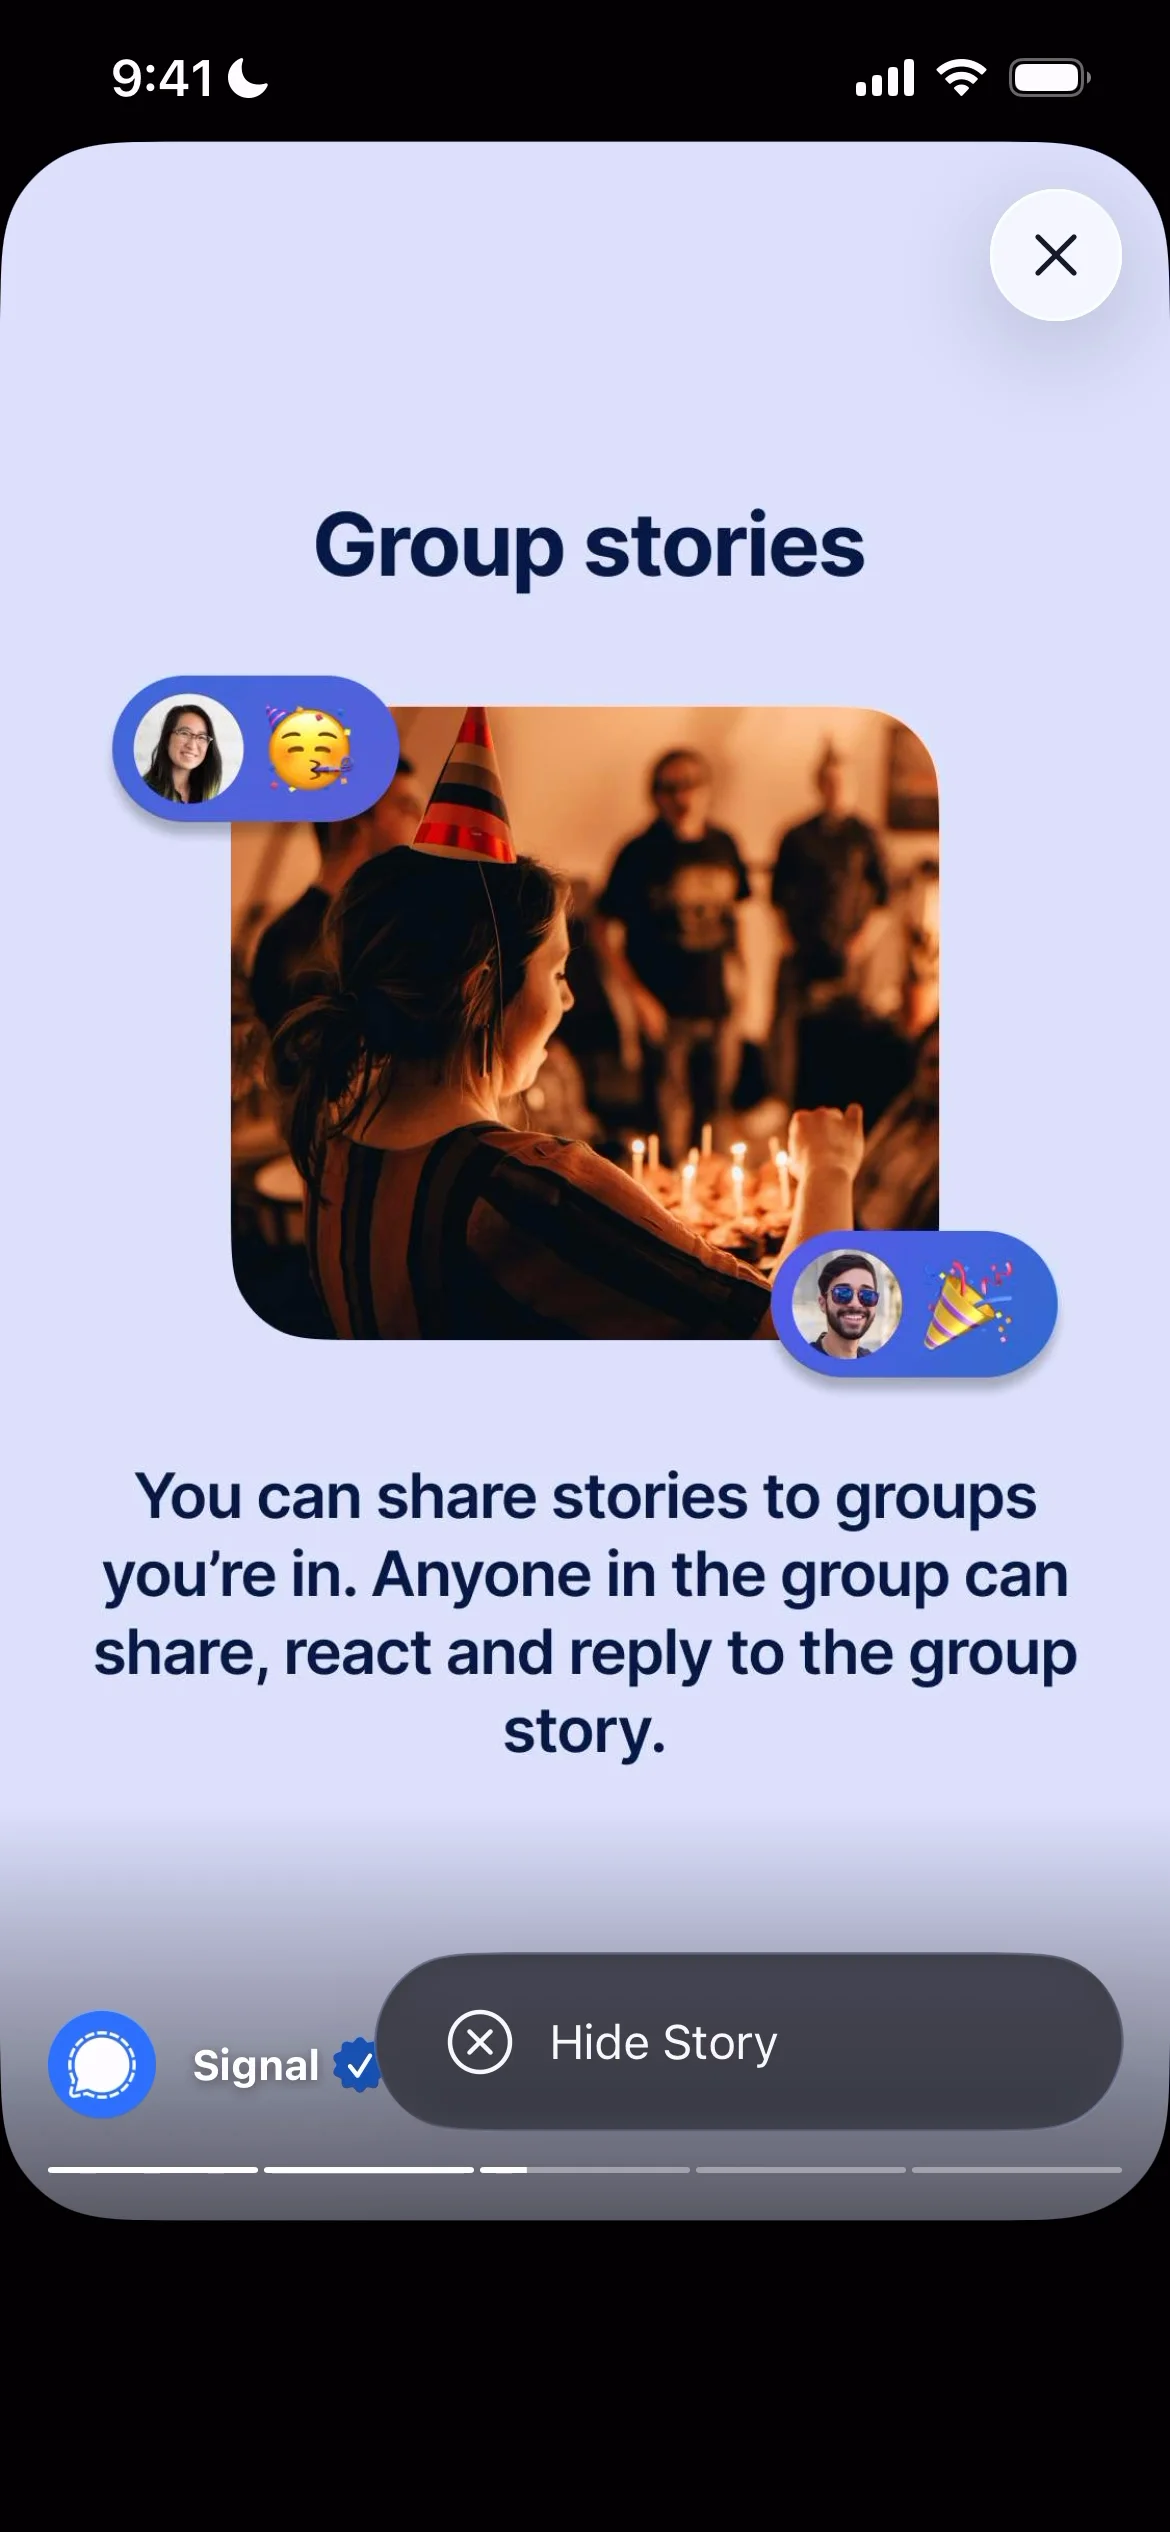 9:41
Group stories
You can share stories to groups
you’re in. Anyone in the group can
share, react and reply to the group
story.
Signal
Hide Story